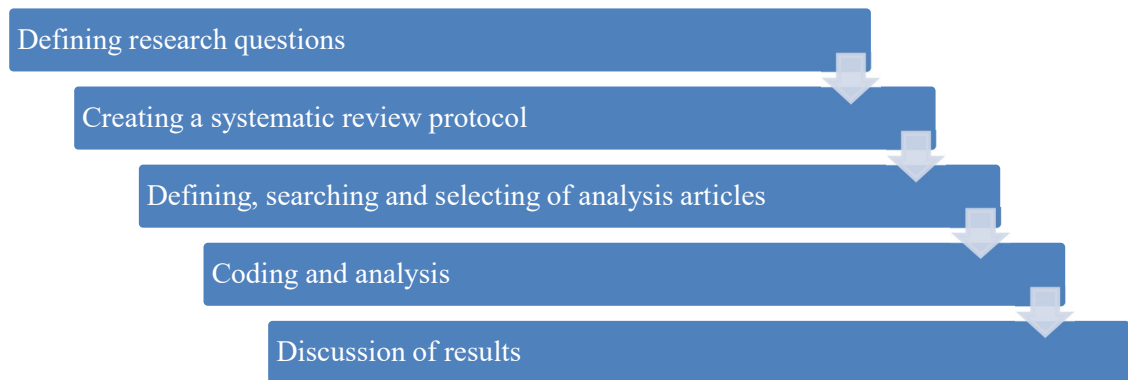 Defining research questions
Creating a systematic review protocol
Defining, searching and selecting of analysis articles
Coding and analysis
Discussion of results